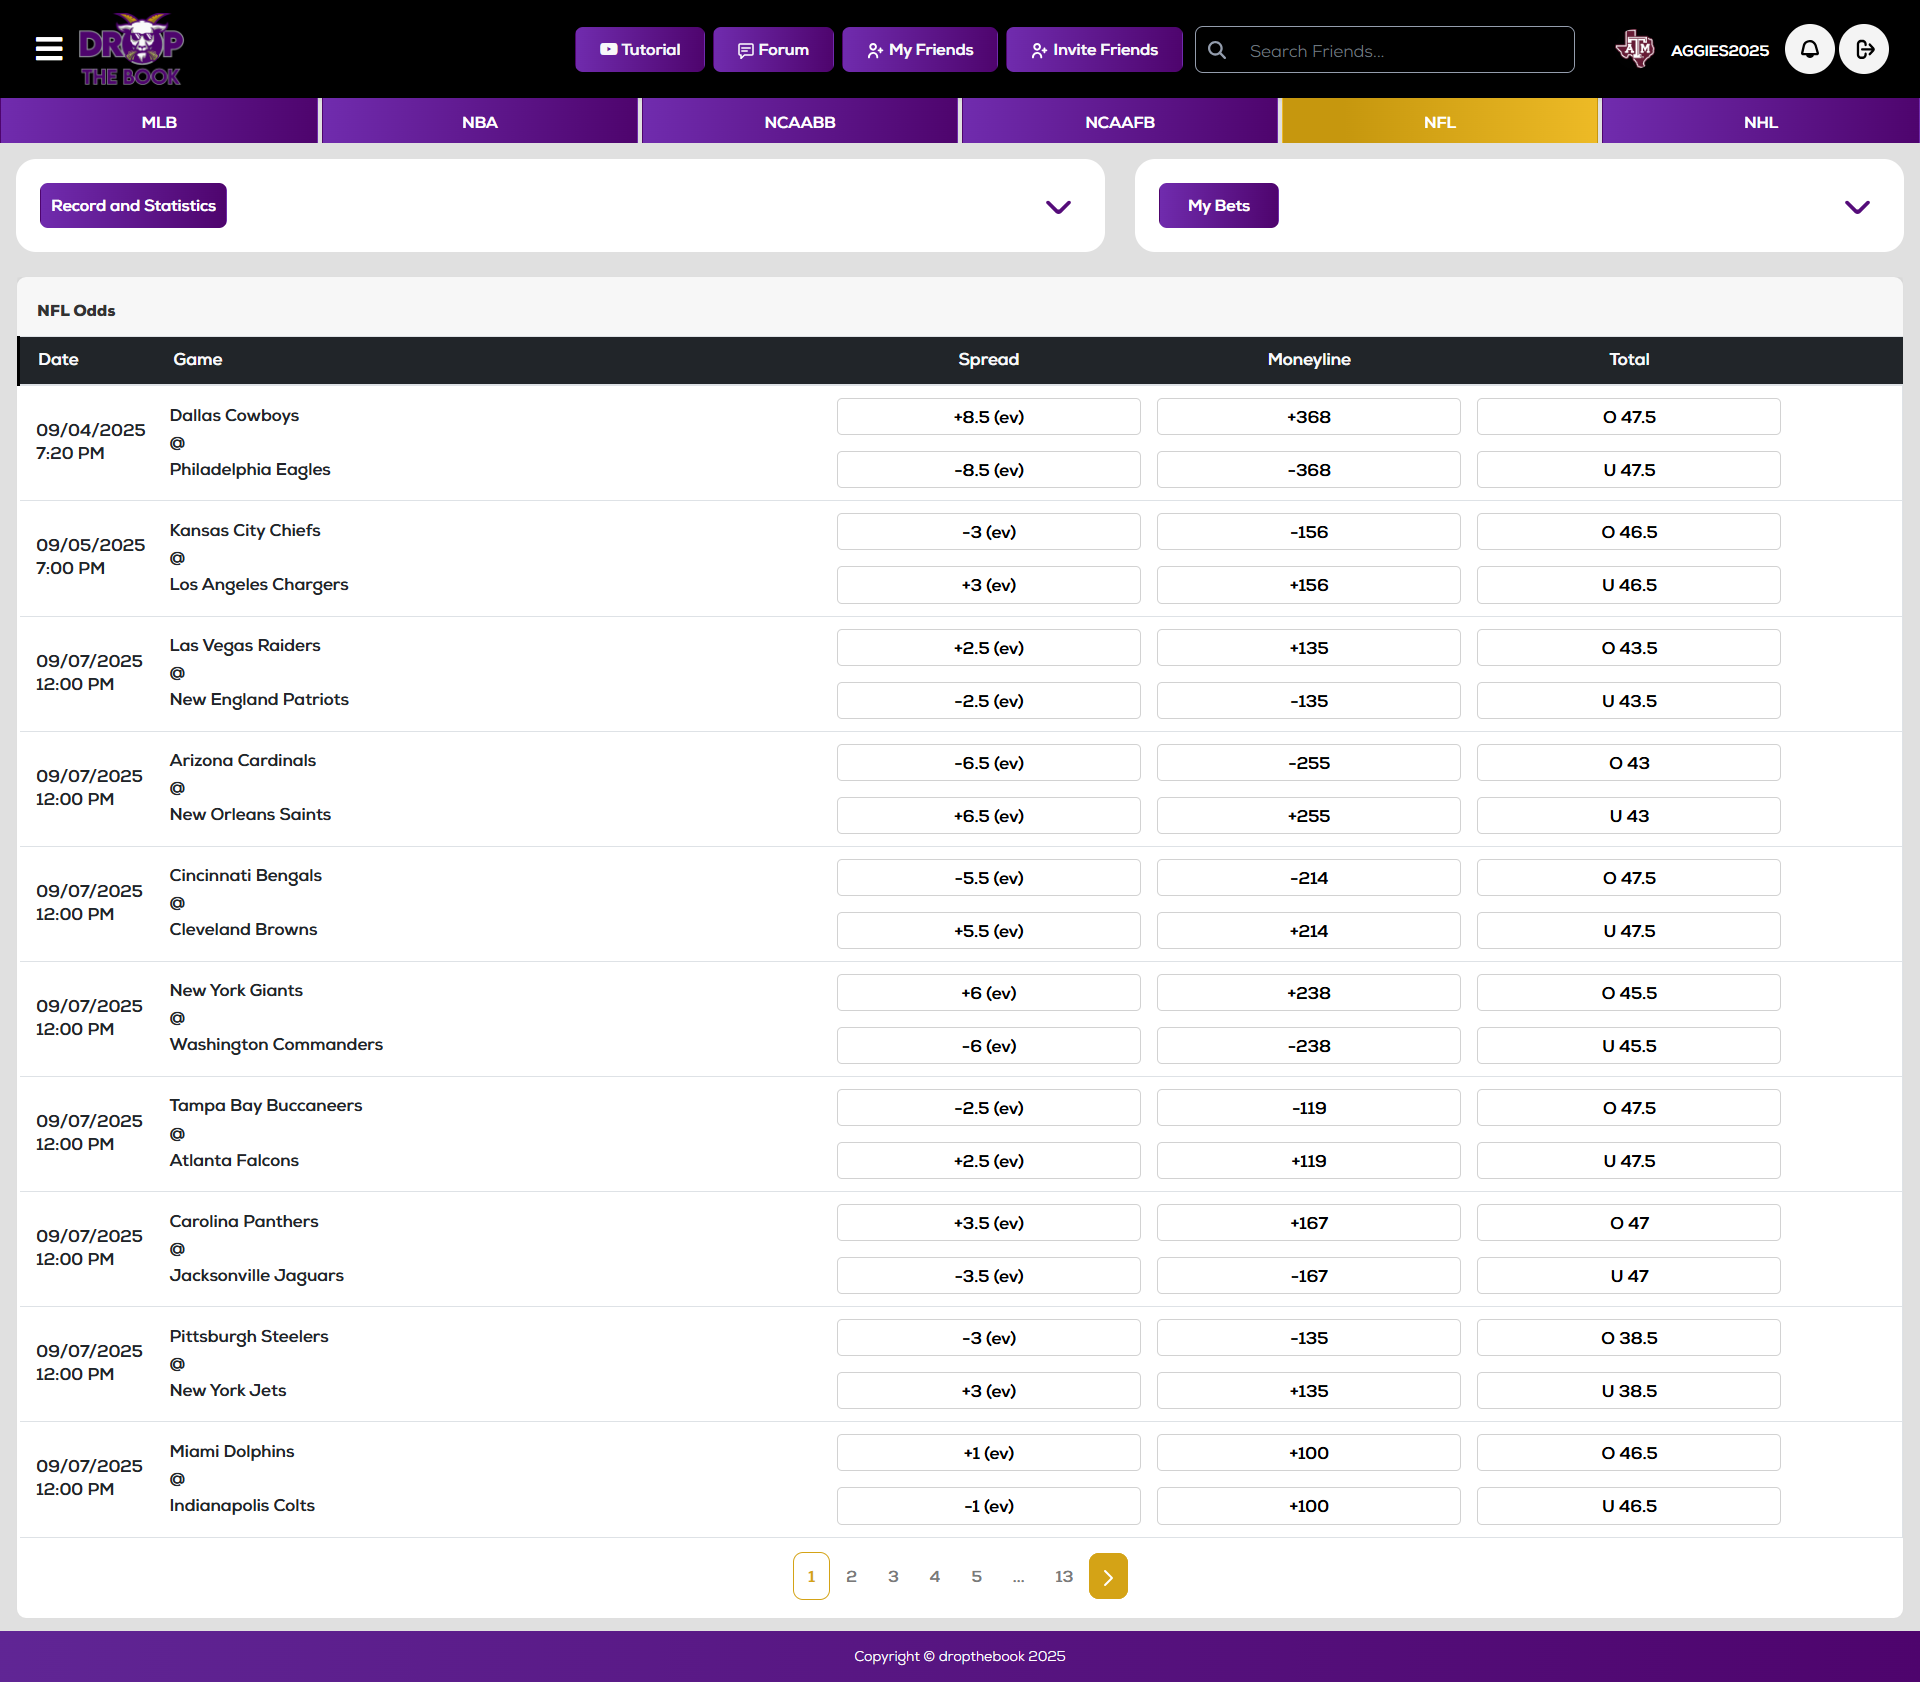 DROP
THE BOOK
Tutorial
Forum
My Friends
Invite Friends
Search Friends...
ATM
AGGIES2025
MLB
NBA
NCAABB
NCAAFB
NFL
NHL
Record and Statistics
My Bets
NFL Odds
Date Game Spread Moneyline Total
Dallas Cowboys +8.5 (ev) +368 O 47.5
09/04/2025
7:20 PM
@
Philadelphia Eagles -8.5 (ev) -368 U 47.5
Kansas City Chiefs -3 (ev) -156 O 46.5
09/05/2025
7:00 PM
@
Los Angeles Chargers +3 (ev) +156 U 46.5
Las Vegas Raiders +2.5 (ev) +135 O 43.5
09/07/2025
12:00 PM
@
New England Patriots -2.5 (ev) -135 U 43.5
Arizona Cardinals -6.5 (ev) -255 O 43
09/07/2025
12:00 PM
@
New Orleans Saints +6.5 (ev) +255 U 43
Cincinnati Bengals -5.5 (ev) -214 O 47.5
09/07/2025
12:00 PM
@
Cleveland Browns +5.5 (ev) +214 U 47.5
New York Giants +6 (ev) +238 O 45.5
09/07/2025
12:00 PM
@
Washington Commanders -6 (ev) -238 U 45.5
Tampa Bay Buccaneers -2.5 (ev) -119 O 47.5
09/07/2025
12:00 PM
@
Atlanta Falcons +2.5 (ev) +119 U 47.5
Carolina Panthers +3.5 (ev) +167 O 47
09/07/2025
12:00 PM
@
Jacksonville Jaguars -3.5 (ev) -167 U 47
Pittsburgh Steelers -3 (ev) -135 O 38.5
09/07/2025
12:00 PM
@
New York Jets +3 (ev) +135 U 38.5
Miami Dolphins +1 (ev) +100 O 46.5
09/07/2025
12:00 PM
@
Indianapolis Colts -1 (ev) +100 U 46.5
1 2 3 4 5 ... 13
Copyright © dropthebook 2025